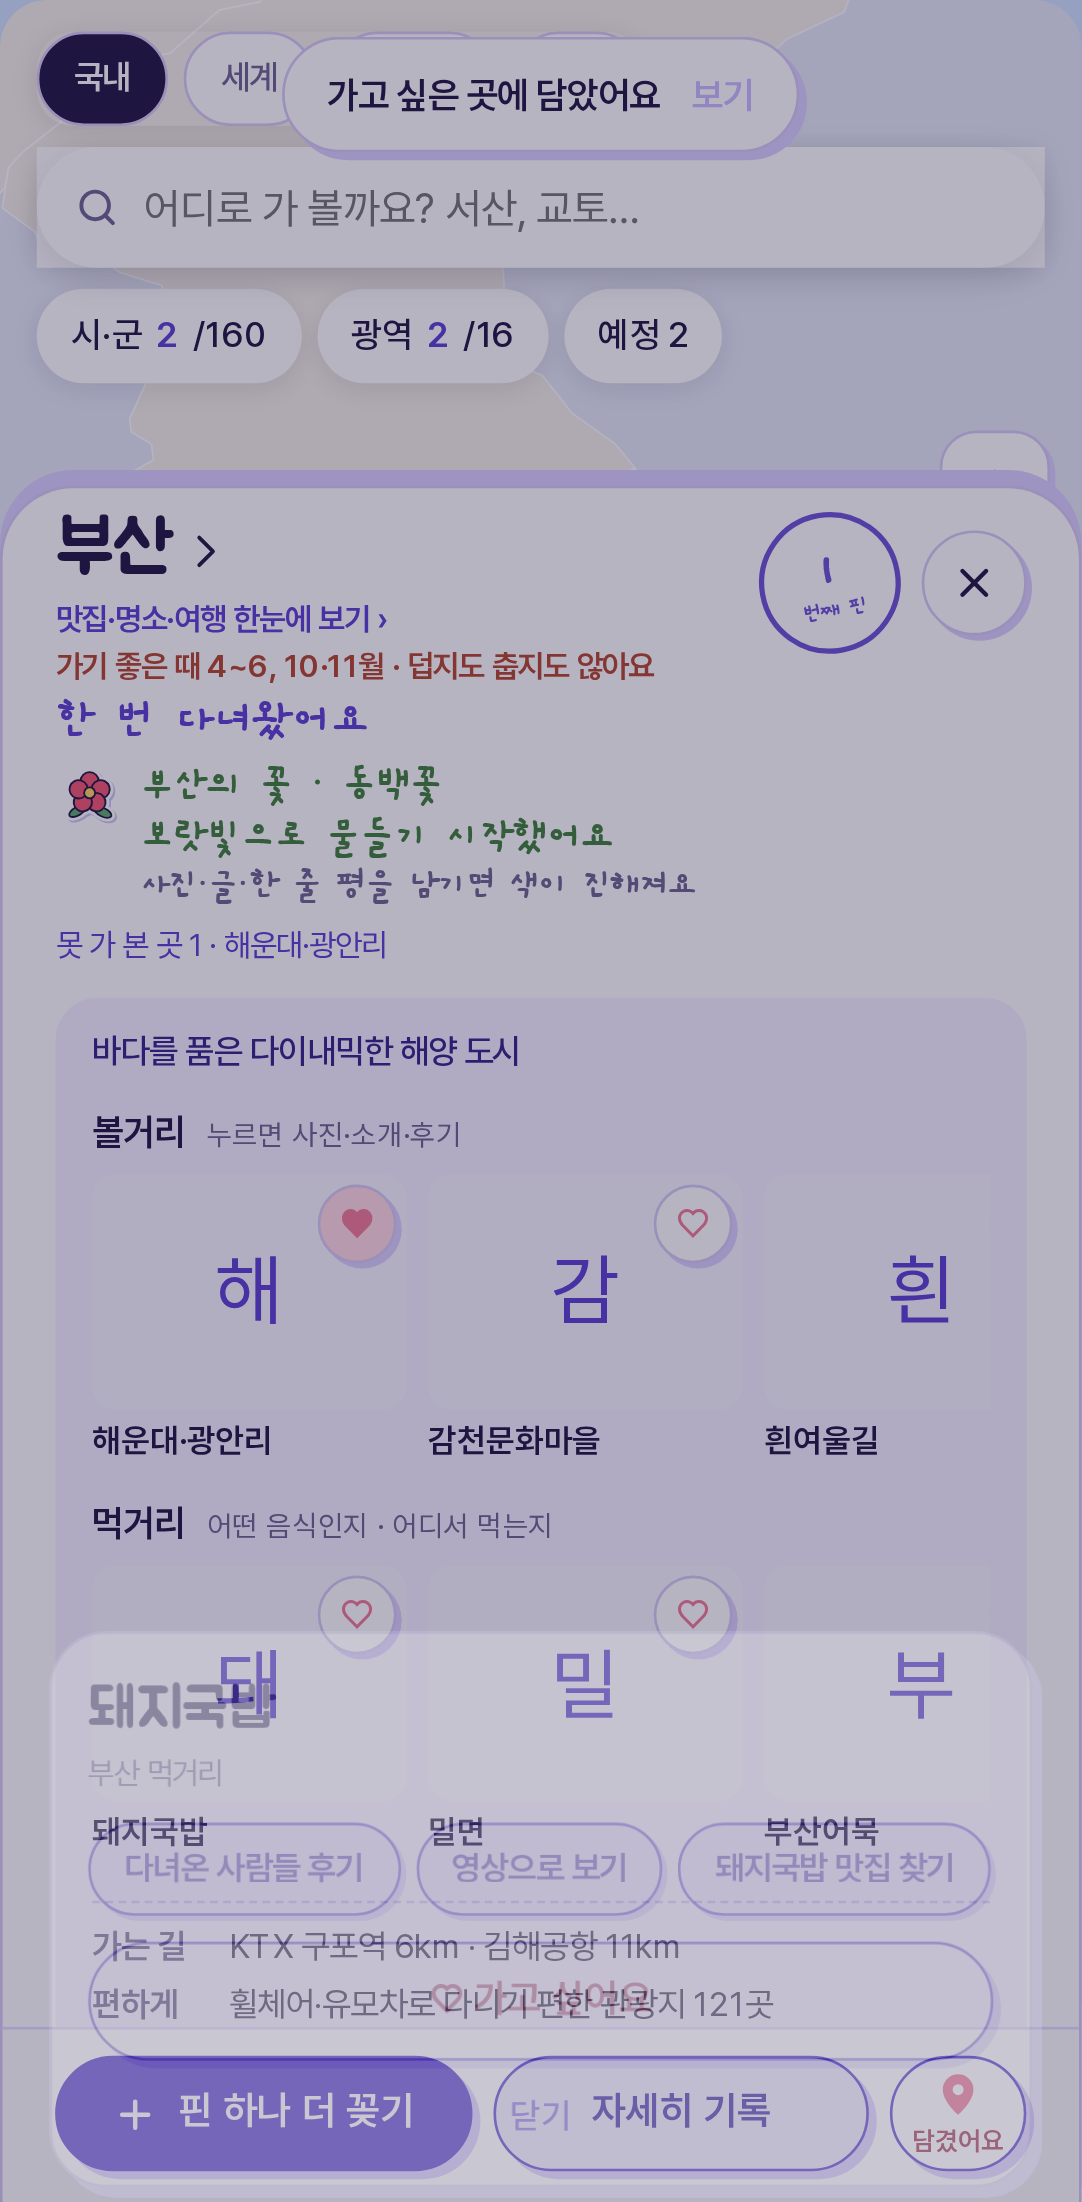 국내
세계
가고 싶은 곳에 담았어요 보기
어디로 가 볼까요? 서산, 교토...
시·군 2 /160
광역 2 /16
예정 2
부산 >
1
번째 핀
맛집·명소·여행 한눈에 보기 ›
가기 좋은 때 4~6, 10·11월 · 덥지도 춥지도 않아요
한 번 다녀왔어요
부산의 꽃 · 동백꽃
보랏빛으로 물들기 시작했어요
사진·글·한 줄 평을 남기면 색이 진해져요
못 가 본 곳 1 · 해운대·광안리
바다를 품은 다이내믹한 해양 도시
볼거리 누르면 사진·소개·후기
해
감
흰
해운대·광안리
감천문화마을
흰여울길
먹거리 어떤 음식인지 · 어디서 먹는지
돼
밀
부
돼지국밥
부산 먹거리
돼지국밥
밀면
부산어묵
다녀온 사람들 후기
영상으로 보기
돼지국밥 맛집 찾기
가는 길 KTX 구포역 6km · 김해공항 11km
가고 싶어요
편하게 휠체어·유모차로 다니기 편한 관광지 121곳
+ 핀 하나 더 꽂기
닫기
자세히 기록
담겼어요